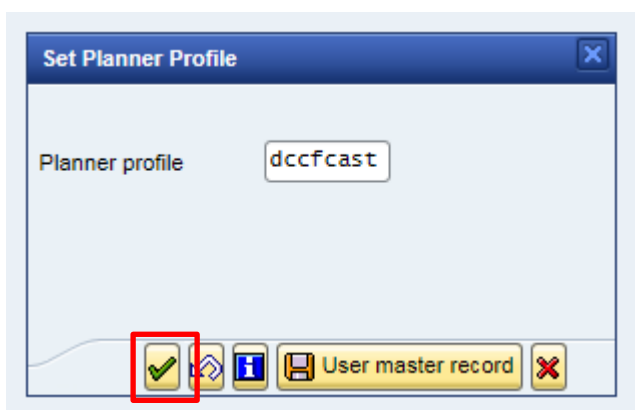 Set Planner Profile
Planner profile
dccfcast
User master record